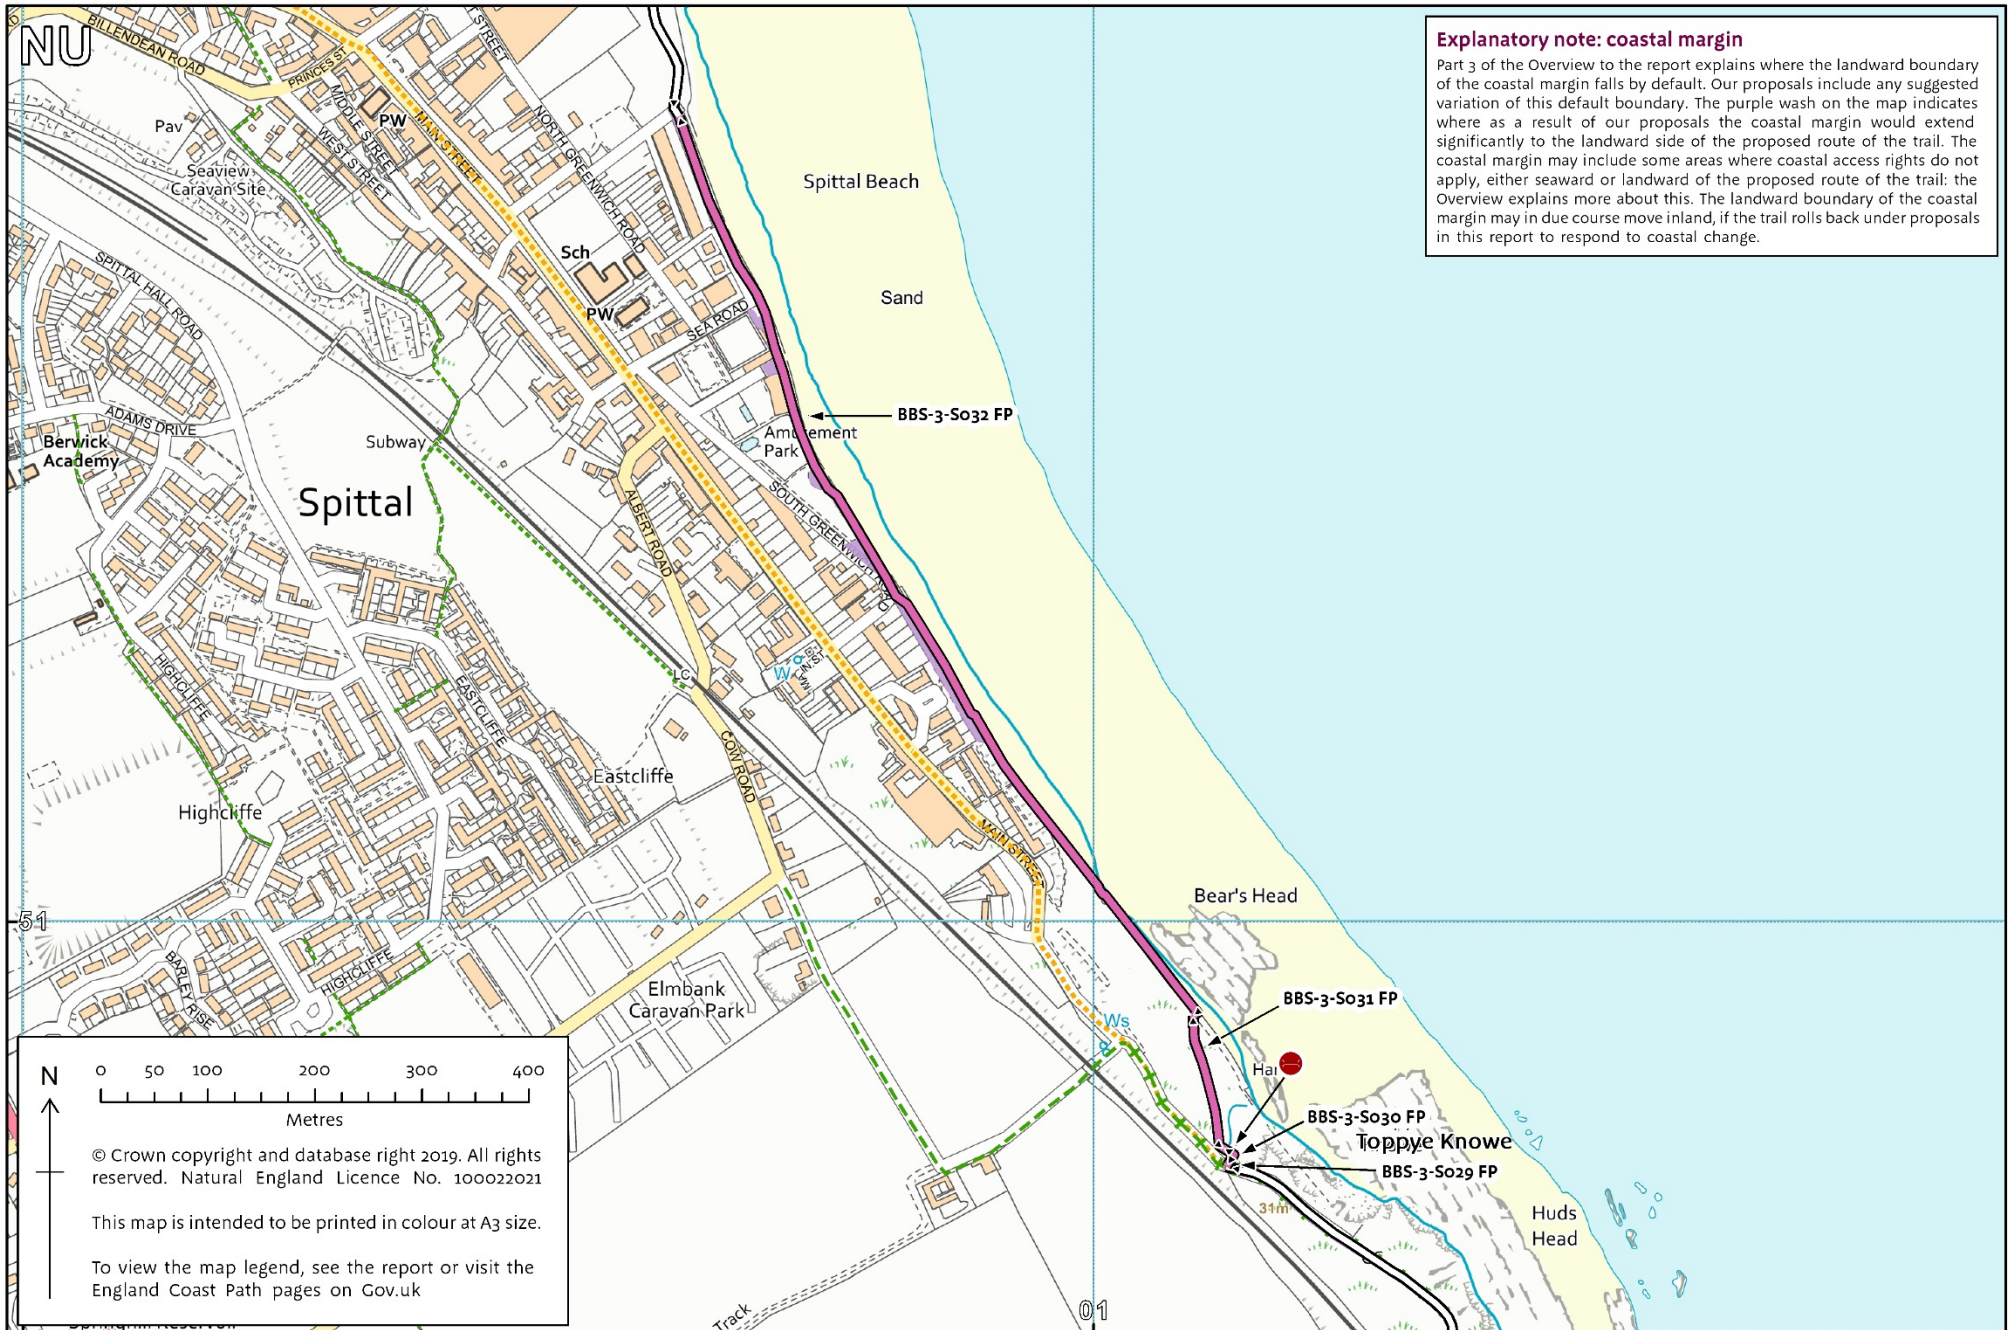 NU
BILLENDEAN ROAD
PRINCES ST
MIDDLE STREET
WEST STREET
PW
MAIN STREET
STREET
NORTH GREENWICH ROAD
Pav
Seaview
Caravan Site
Spittal Beach
Sand
Sch
PW
SEA ROAD
SPITTAL HALL ROAD
ADAMS DRIVE
Berwick
Academy
Subway
Spittal
BBS-3-S032 FP
Amusement
Park
ALBERT ROAD
SOUTH GREENWICH ROAD
W
MAIN ST
LC
HIGHCLIFFE
EASTCLIFFE
COW ROAD
Eastcliffe
Highcliffe
MAIN STREET
51
Bear's Head
BARLEY RISE
HIGHCLIFFE
Elmbank
Caravan Park
Ws
BBS-3-S031 FP
BBS-3-S030 FP
Toppye Knowe
BBS-3-S029 FP
31m
Huds
Head
01
Track
Explanatory note: coastal margin
Part 3 of the Overview to the report explains where the landward boundary
of the coastal margin falls by default. Our proposals include any suggested
variation of this default boundary. The purple wash on the map indicates
where as a result of our proposals the coastal margin would extend
significantly to the landward side of the proposed route of the trail. The
coastal margin may include some areas where coastal access rights do not
apply, either seaward or landward of the proposed route of the trail: the
Overview explains more about this. The landward boundary of the coastal
margin may in due course move inland, if the trail rolls back under proposals
in this report to respond to coastal change.
N
0 50 100 200 300 400
Metres
© Crown copyright and database right 2019. All rights
reserved. Natural England Licence No. 100022021
This map is intended to be printed in colour at A3 size.
To view the map legend, see the report or visit the
England Coast Path pages on Gov.uk